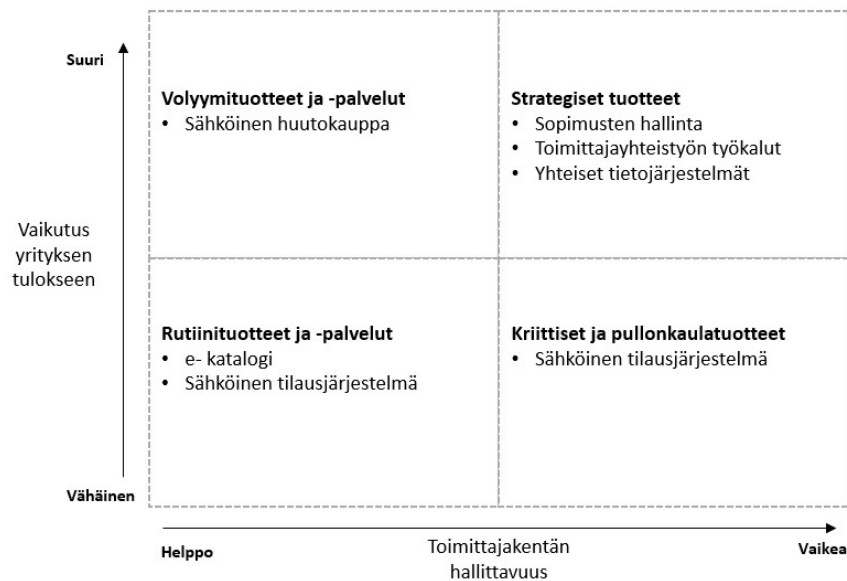 Suuri
Volyymituotteet ja -palvelut
• Sähköinen huutokauppa
Strategiset tuotteet
• Sopimusten hallinta
• Toimittajayhteistyön työkalut
• Yhteiset tietojärjestelmät
Vaikutus
yrityksen
tulokseen
Rutiinituotteet ja -palvelut
• e- katalogi
• Sähköinen tilausjärjestelmä
Kriittiset ja pullonkaulatuotteet
• Sähköinen tilausjärjestelmä
Vähäinen
Helppo
Toimittajakentän
hallittavuus
Vaikea